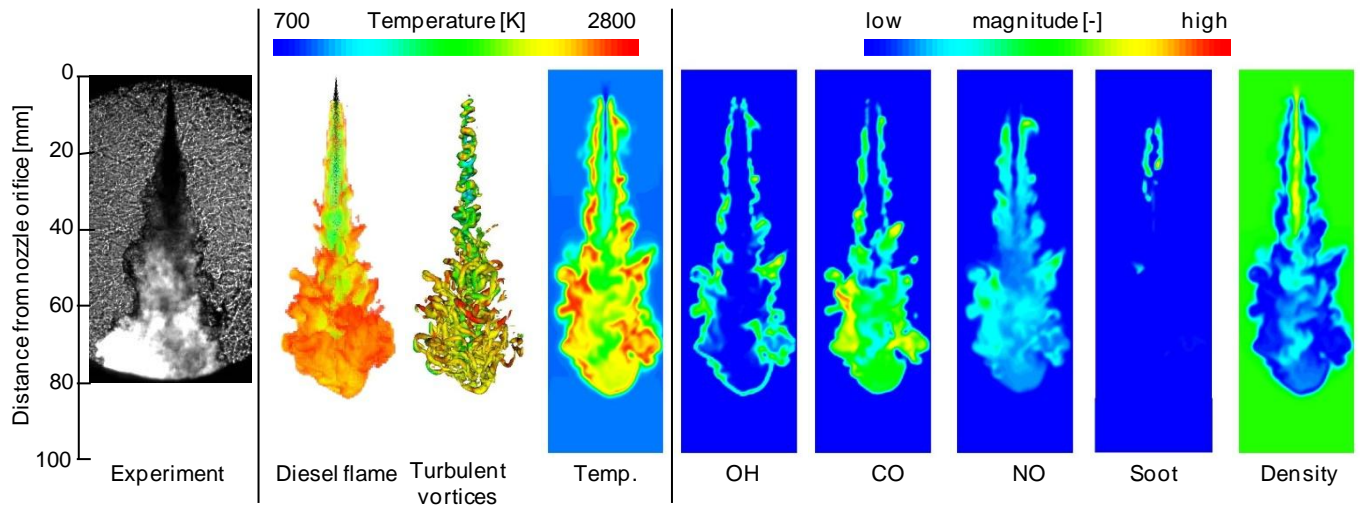 700 Temperature [K] 2800
low magnitude [-] high
Distance from nozzle orifice [mm]
0
20
40
60
80
100
Experiment
Diesel flame
Turbulent
vortices
Temp.
OH
CO
NO
Soot
Density